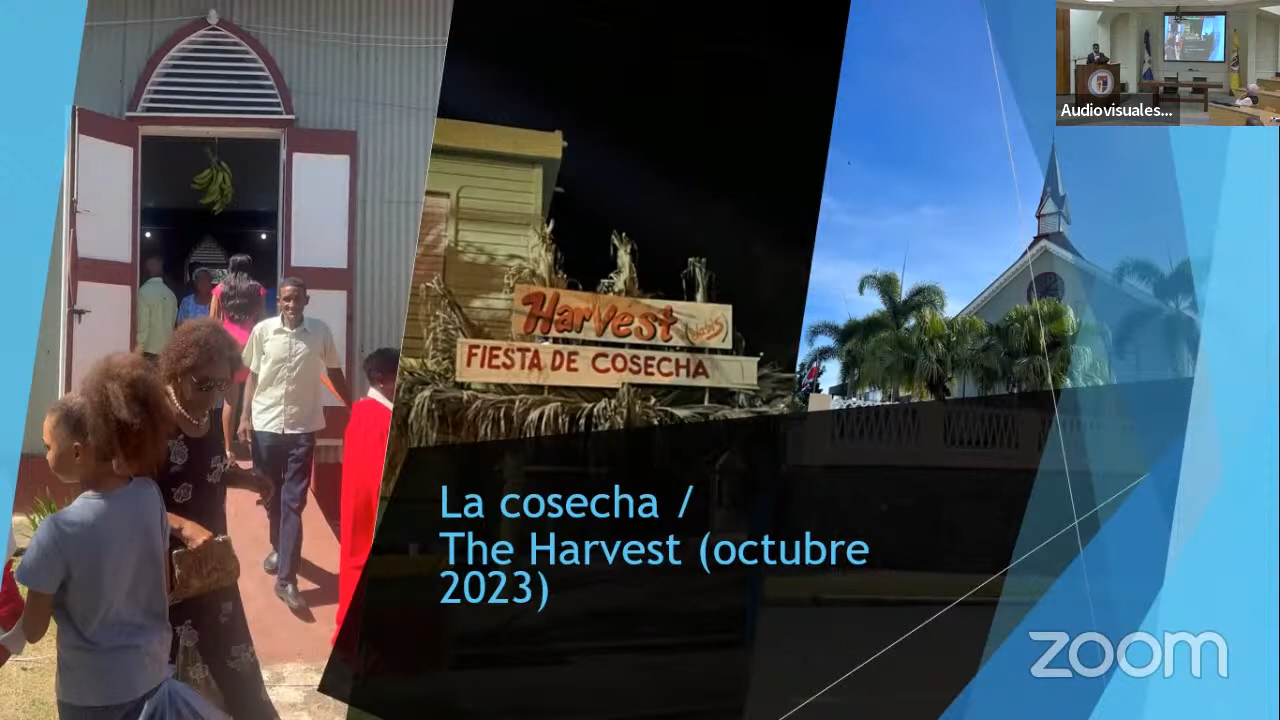 Audiovisuales...
Harvest
FIESTA DE COSECHA
La cosecha /
The Harvest (octubre
2023)
zoom